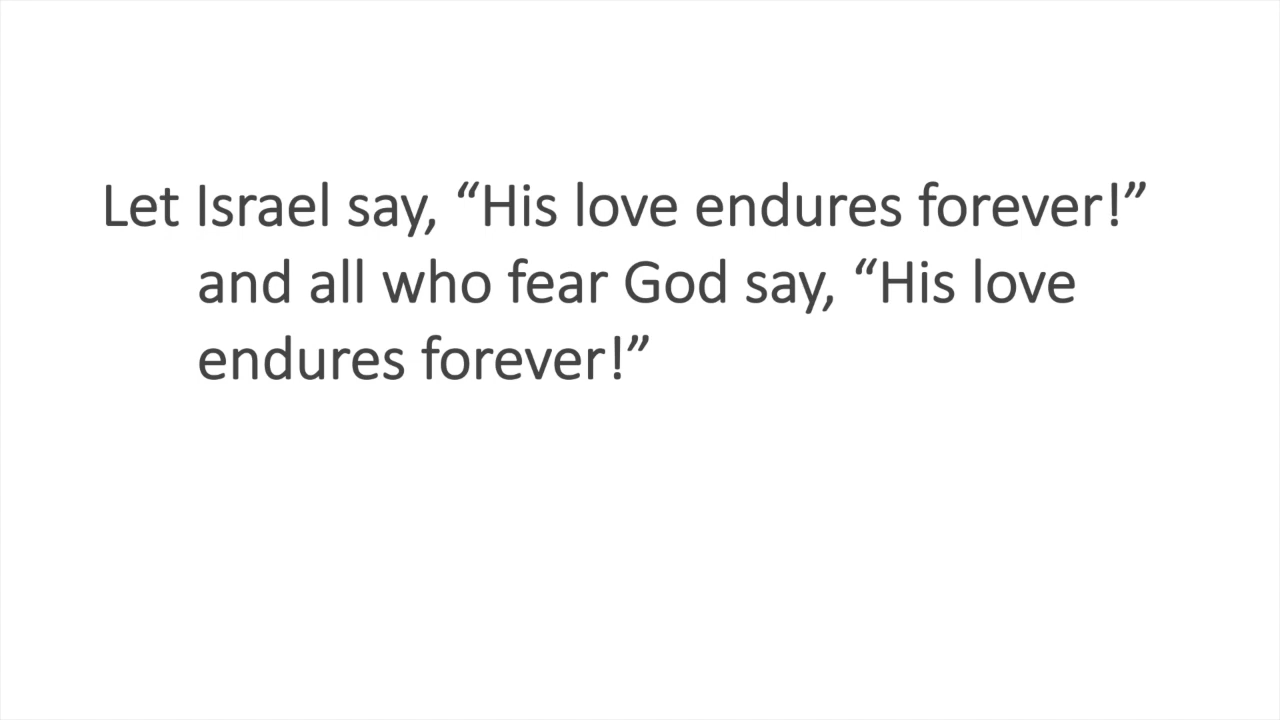 Let Israel say, “His love endures forever!”
and all who fear God say, “His love
endures forever!”